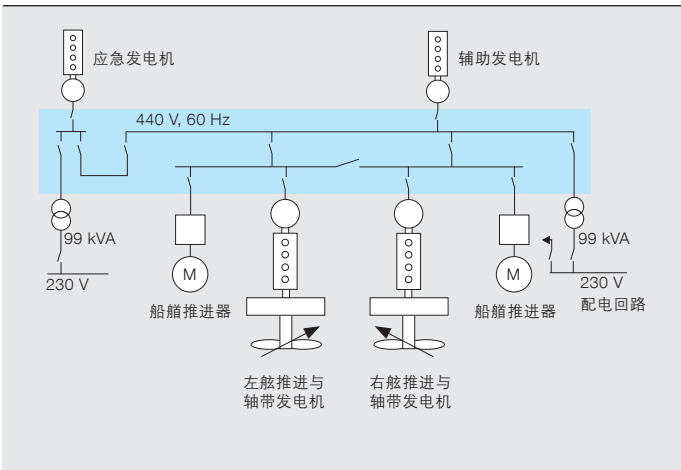 应急发电机
辅助发电机
440 V, 60 Hz
99 kVA
230 V
M
船艏推进器
M
船艏推进器
99 kVA
230 V
配电回路
左舷推进与
轴带发电机
右舷推进与
轴带发电机